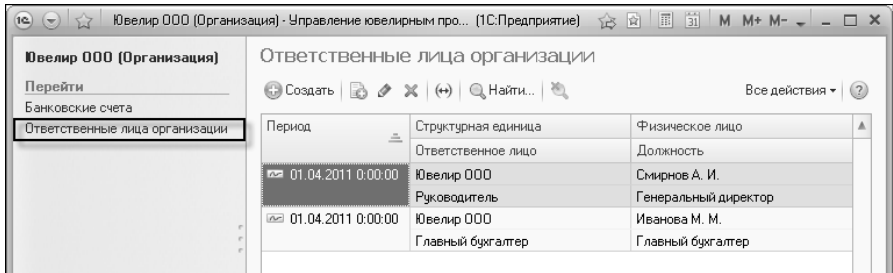 1С Ювелир ООО (Организация) - Управление ювелирным про... (1С:Предприятие) 31 M M+ M-
Ювелир ООО (Организация)
Перейти
Банковские счета
Ответственные лица организации
Ответственные лица организации
Создать Найти... Все действия ?
Период Структурная единица Физическое лицо
Ответственное лицо Должность
01.04.2011 0:00:00 Ювелир ООО Смирнов А. И.
Руководитель Генеральный директор
01.04.2011 0:00:00 Ювелир ООО Иванова М. М.
Главный бухгалтер Главный бухгалтер